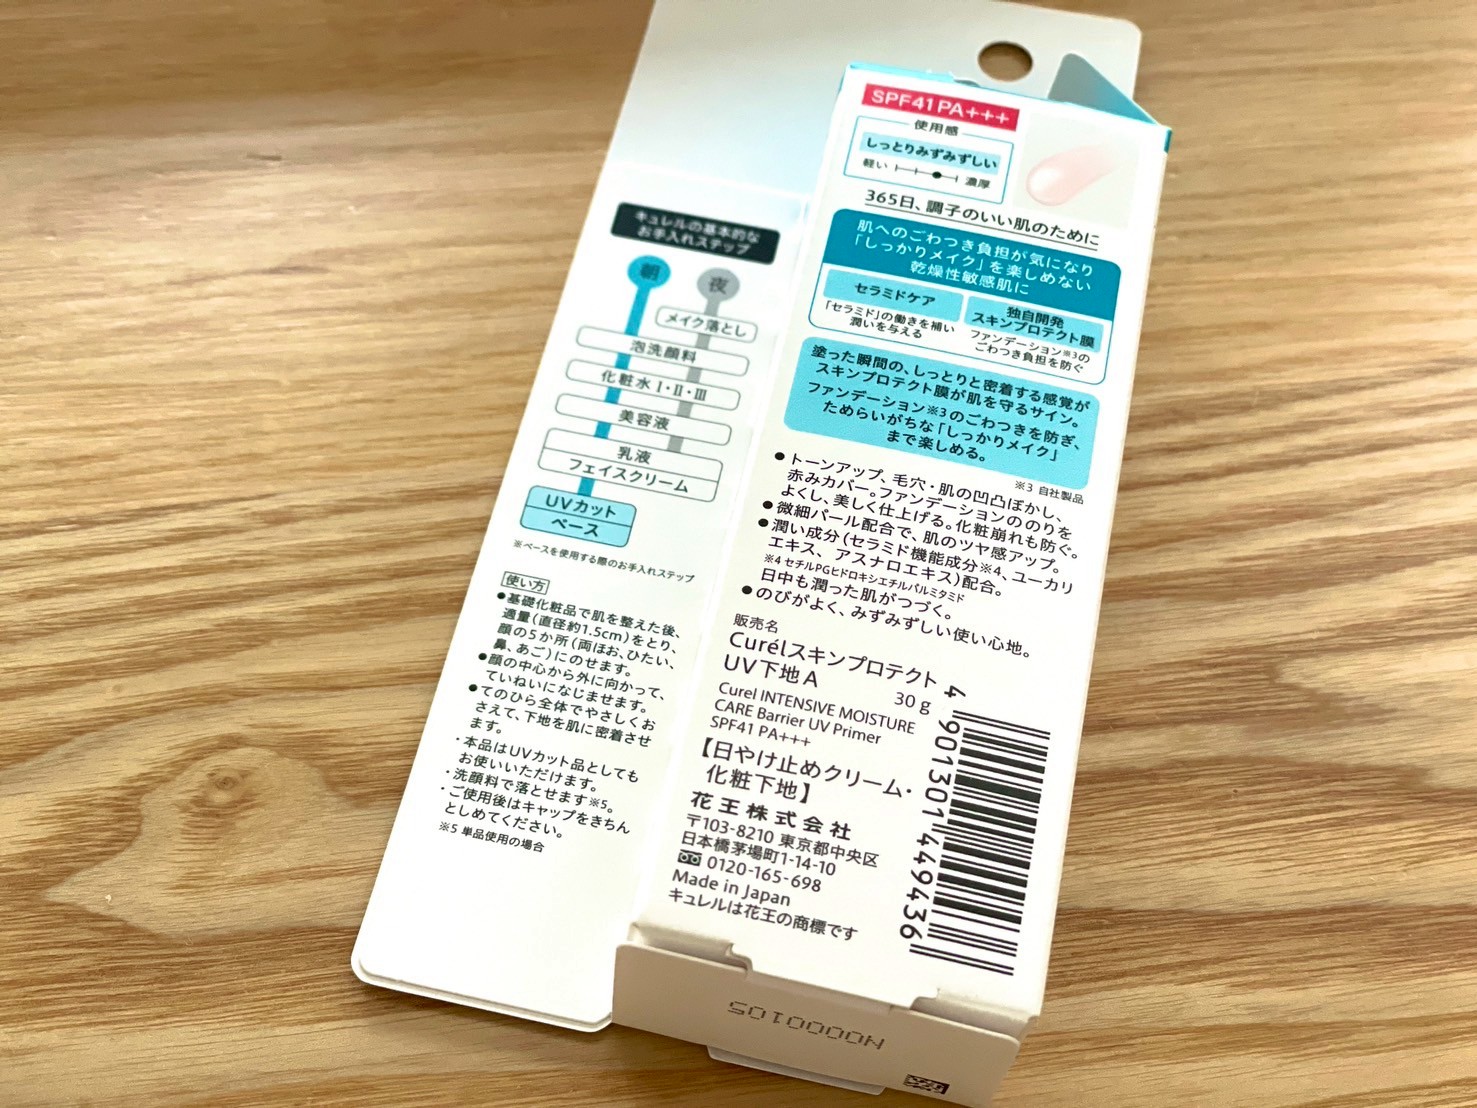 キュレルの基本的な
お手入れステップ
朝
夜
メイク落とし
泡洗顔料
化粧水 I・II・III
美容液
乳液
フェイスクリーム
UVカット
ベース
※ベースを使用する際のお手入れステップ
使い方
●基礎化粧品で肌を整えた後、
適量(直径約1.5cm)をとり、
顔の5か所(両ほお、ひたい、
鼻、あご)にのせます。
●顔の中心から外に向かって、
ていねいになじませます。
●てのひら全体でやさしくお
さえて、下地を肌に密着させ
ます。
・本品はUVカット品としても
お使いいただけます。
・洗顔料で落とせます※5。
・ご使用後はキャップをきちん
としめてください。
※5 単品使用の場合
SPF41 PA+++
使用感
しっとりみずみずしい
軽い
濃厚
365日、調子のいい肌のために
肌へのごわつき負担が気になり
「しっかりメイク」を楽しめない
乾燥性敏感肌に
セラミドケア
「セラミド」の働きを補い
潤いを与える
独自開発
スキンプロテクト膜
ファンデーション※3の
ごわつき負担を防ぐ
塗った瞬間の、しっとりと密着する感覚が
スキンプロテクト膜が肌を守るサイン。
ファンデーション※3のごわつきを防ぎ、
ためらいがちな「しっかりメイク」
まで楽しめる。
※3 自社製品
●トーンアップ、毛穴・肌の凹凸ぼかし、
赤みカバー。ファンデーションののりを
よくし、美しく仕上げる。化粧崩れも防ぐ。
●微細パール配合で、肌のツヤ感アップ。
●潤い成分(セラミド機能成分※4、ユーカリ
エキス、アスナロエキス)配合。
※4 セチルPGヒドロキシエチルパルミタミド
日中も潤った肌がつづく。
●のびがよく、みずみずしい使い心地。
販売名
Curélスキンプロテクト
UV下地A
30g
Curel INTENSIVE MOISTURE
CARE Barrier UV Primer
SPF41 PA+++
【日やけ止めクリーム・
化粧下地】
花王株式会社
〒103-8210 東京都中央区
日本橋茅場町1-14-10
0120-165-698
Made in Japan
キュレルは花王の商標です
4 901301 449436
N0000105